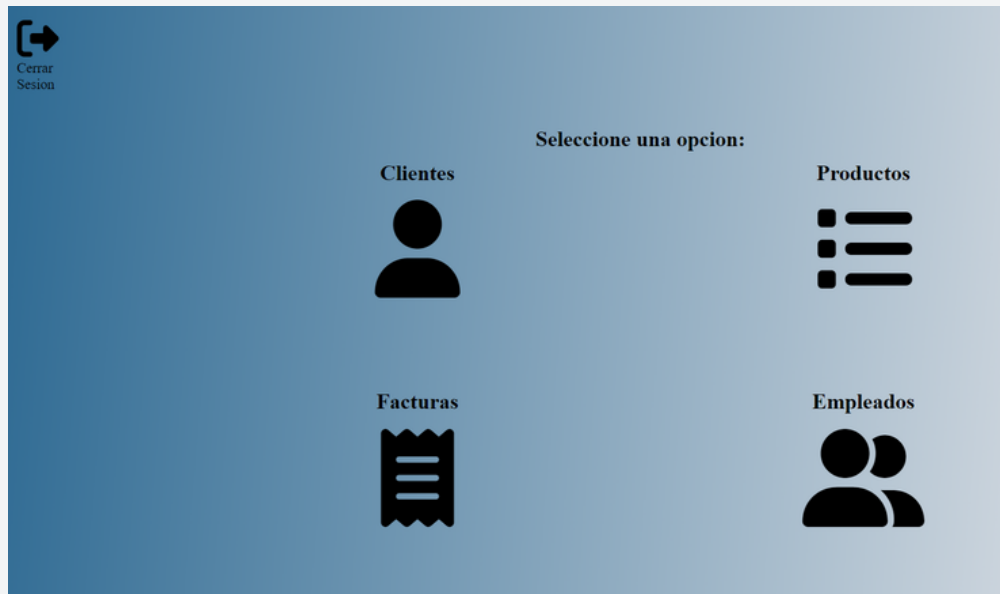 Cerrar
Sesion
Seleccione una opcion:
Clientes
Productos
Facturas
Empleados